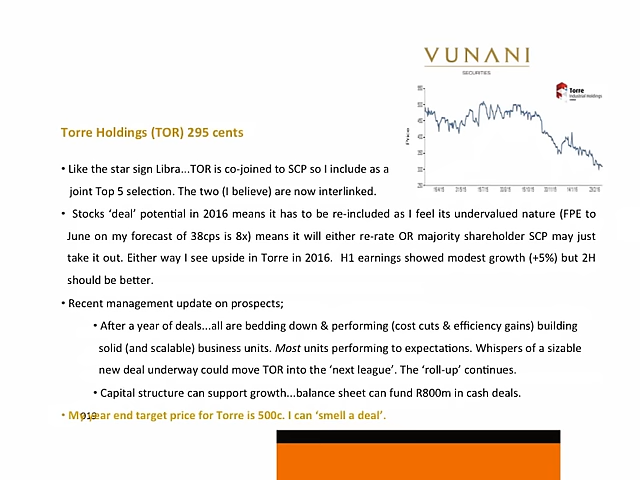 VUNANI
SECURITIES
Torre
Industrial Holdings
Torre Holdings (TOR) 295 cents
• Like the star sign Libra...TOR is co-joined to SCP so I include as a
joint Top 5 selection. The two (I believe) are now interlinked.
• Stocks ‘deal’ potential in 2016 means it has to be re-included as I feel its undervalued nature (FPE to
June on my forecast of 38cps is 8x) means it will either re-rate OR majority shareholder SCP may just
take it out. Either way I see upside in Torre in 2016. H1 earnings showed modest growth (+5%) but 2H
should be better.
• Recent management update on prospects;
• After a year of deals...all are bedding down & performing (cost cuts & efficiency gains) building
solid (and scalable) business units. Most units performing to expectations. Whispers of a sizable
new deal underway could move TOR into the ‘next league’. The ‘roll-up’ continues.
• Capital structure can support growth...balance sheet can fund R800m in cash deals.
• My year end target price for Torre is 500c. I can ‘smell a deal’.